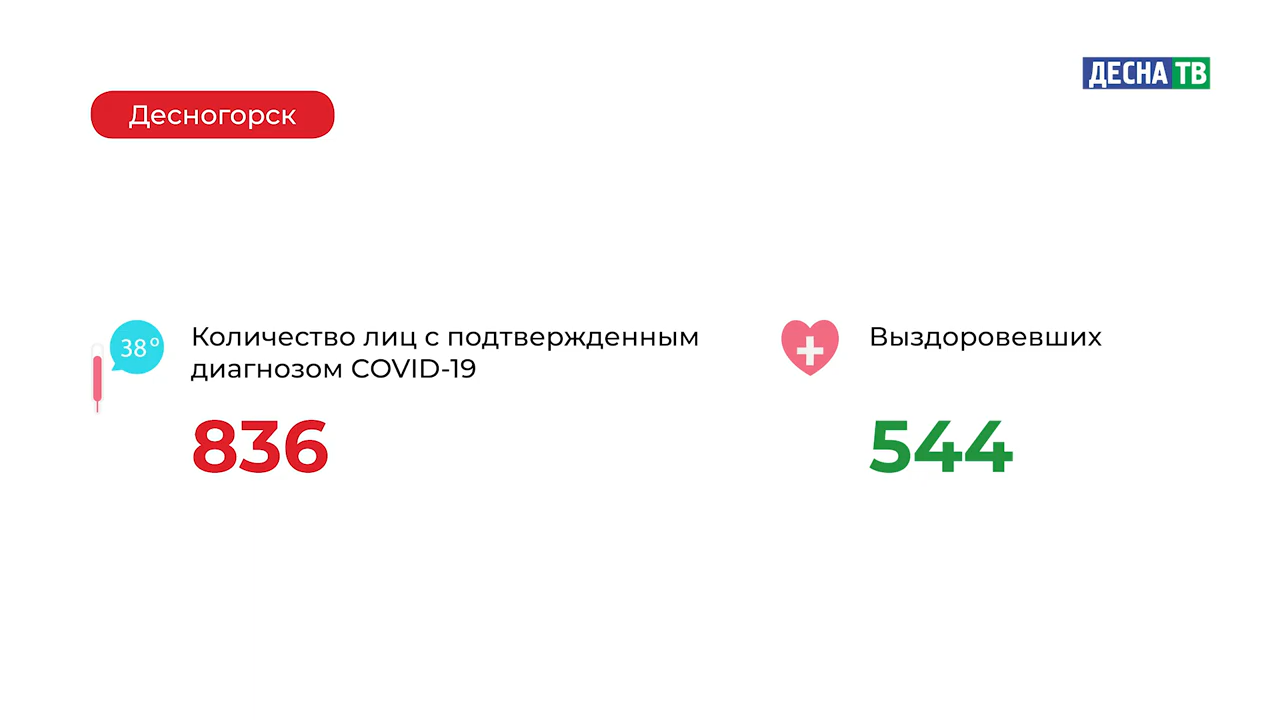 ДЕСНА ТВ
Десногорск
38°
Количество лиц с подтвержденным
диагнозом COVID-19
836
Выздоровевших
544